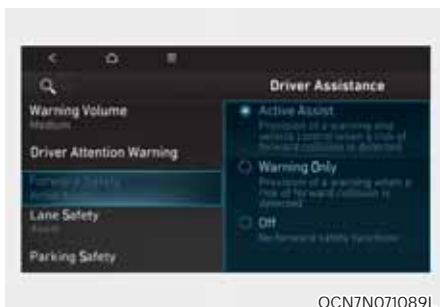 Driver Assistance
Warning Volume
Medium
Driver Attention Warning
Forward Safety
Active Assist
Lane Safety
Assist
Parking Safety
Active Assist
Provision of a warning and
vehicle control when a risk of
forward collision is detected
Warning Only
Provision of a warning when a
risk of forward collision is
detected
Off
No forward safety functions
OCN7N071089L